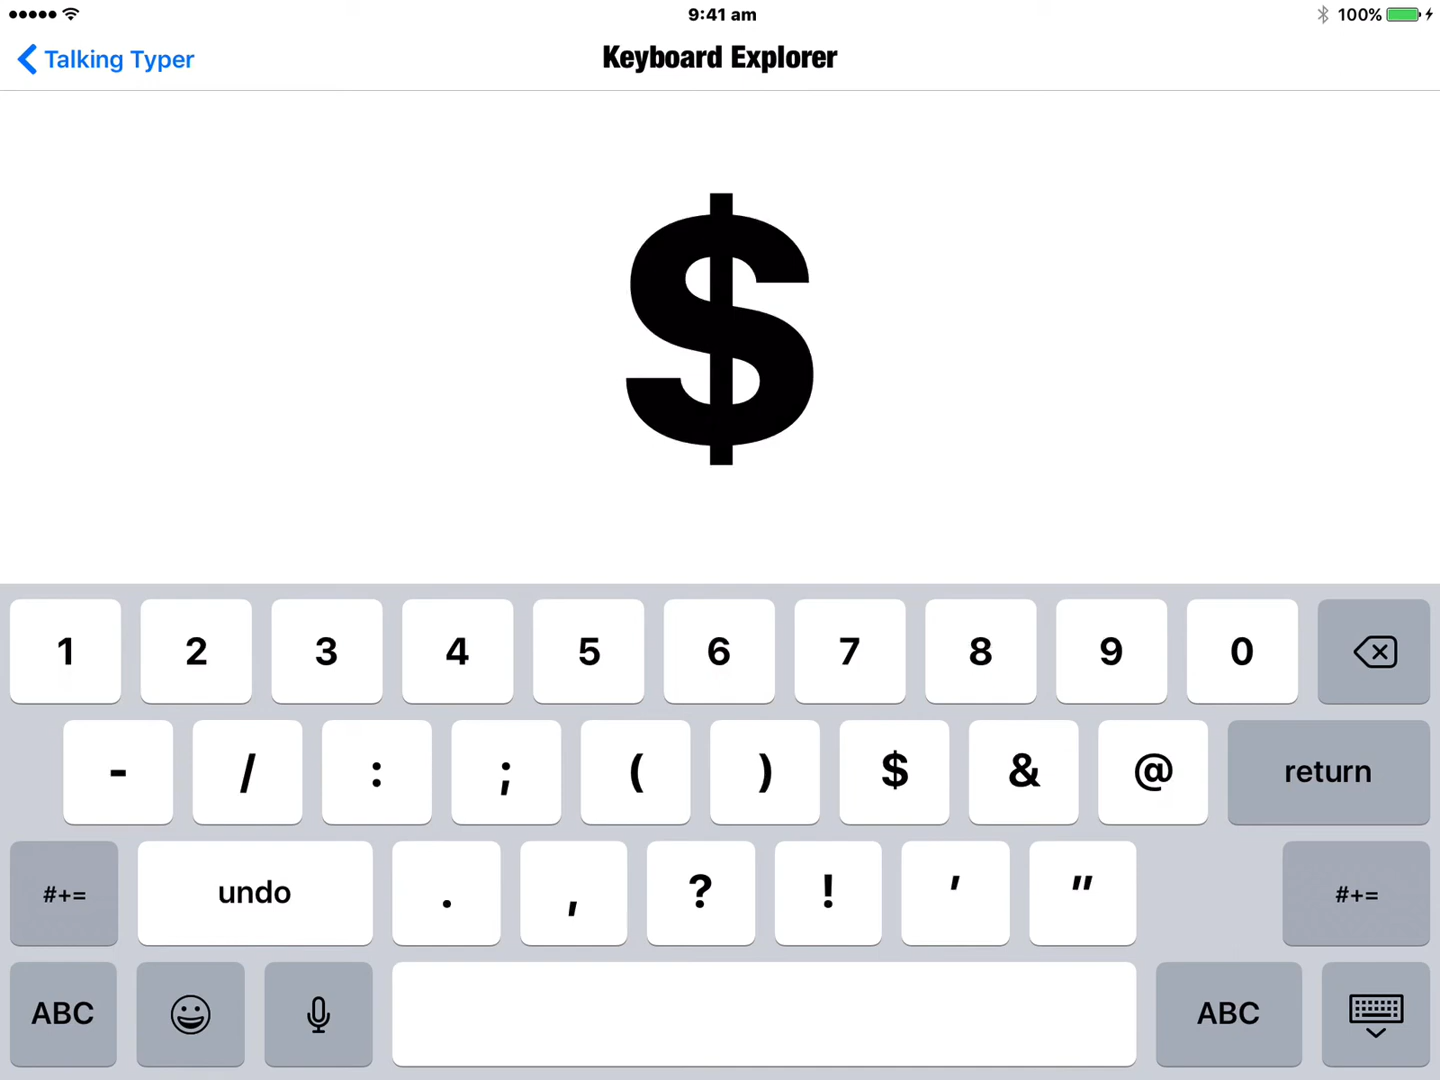 9:41 am
100%
Talking Typer
Keyboard Explorer
$
1 2 3 4 5 6 7 8 9 0
- / : ; ( ) $ & @ return
#+= undo . , ? ! ' " #+=
ABC ABC